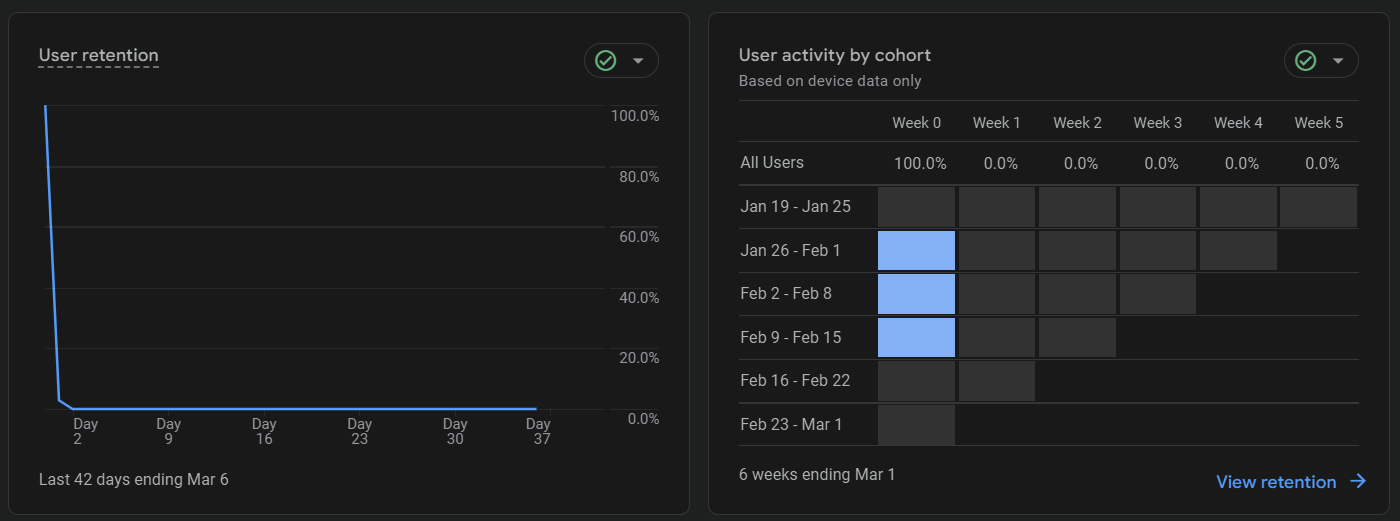 User retention
100.0%
80.0%
60.0%
40.0%
20.0%
0.0%
Day 2
Day 9
Day 16
Day 23
Day 30
Day 37
Last 42 days ending Mar 6
User activity by cohort
Based on device data only
Week 0 Week 1 Week 2 Week 3 Week 4 Week 5
All Users 100.0% 0.0% 0.0% 0.0% 0.0% 0.0%
Jan 19 - Jan 25
Jan 26 - Feb 1
Feb 2 - Feb 8
Feb 9 - Feb 15
Feb 16 - Feb 22
Feb 23 - Mar 1
6 weeks ending Mar 1
View retention